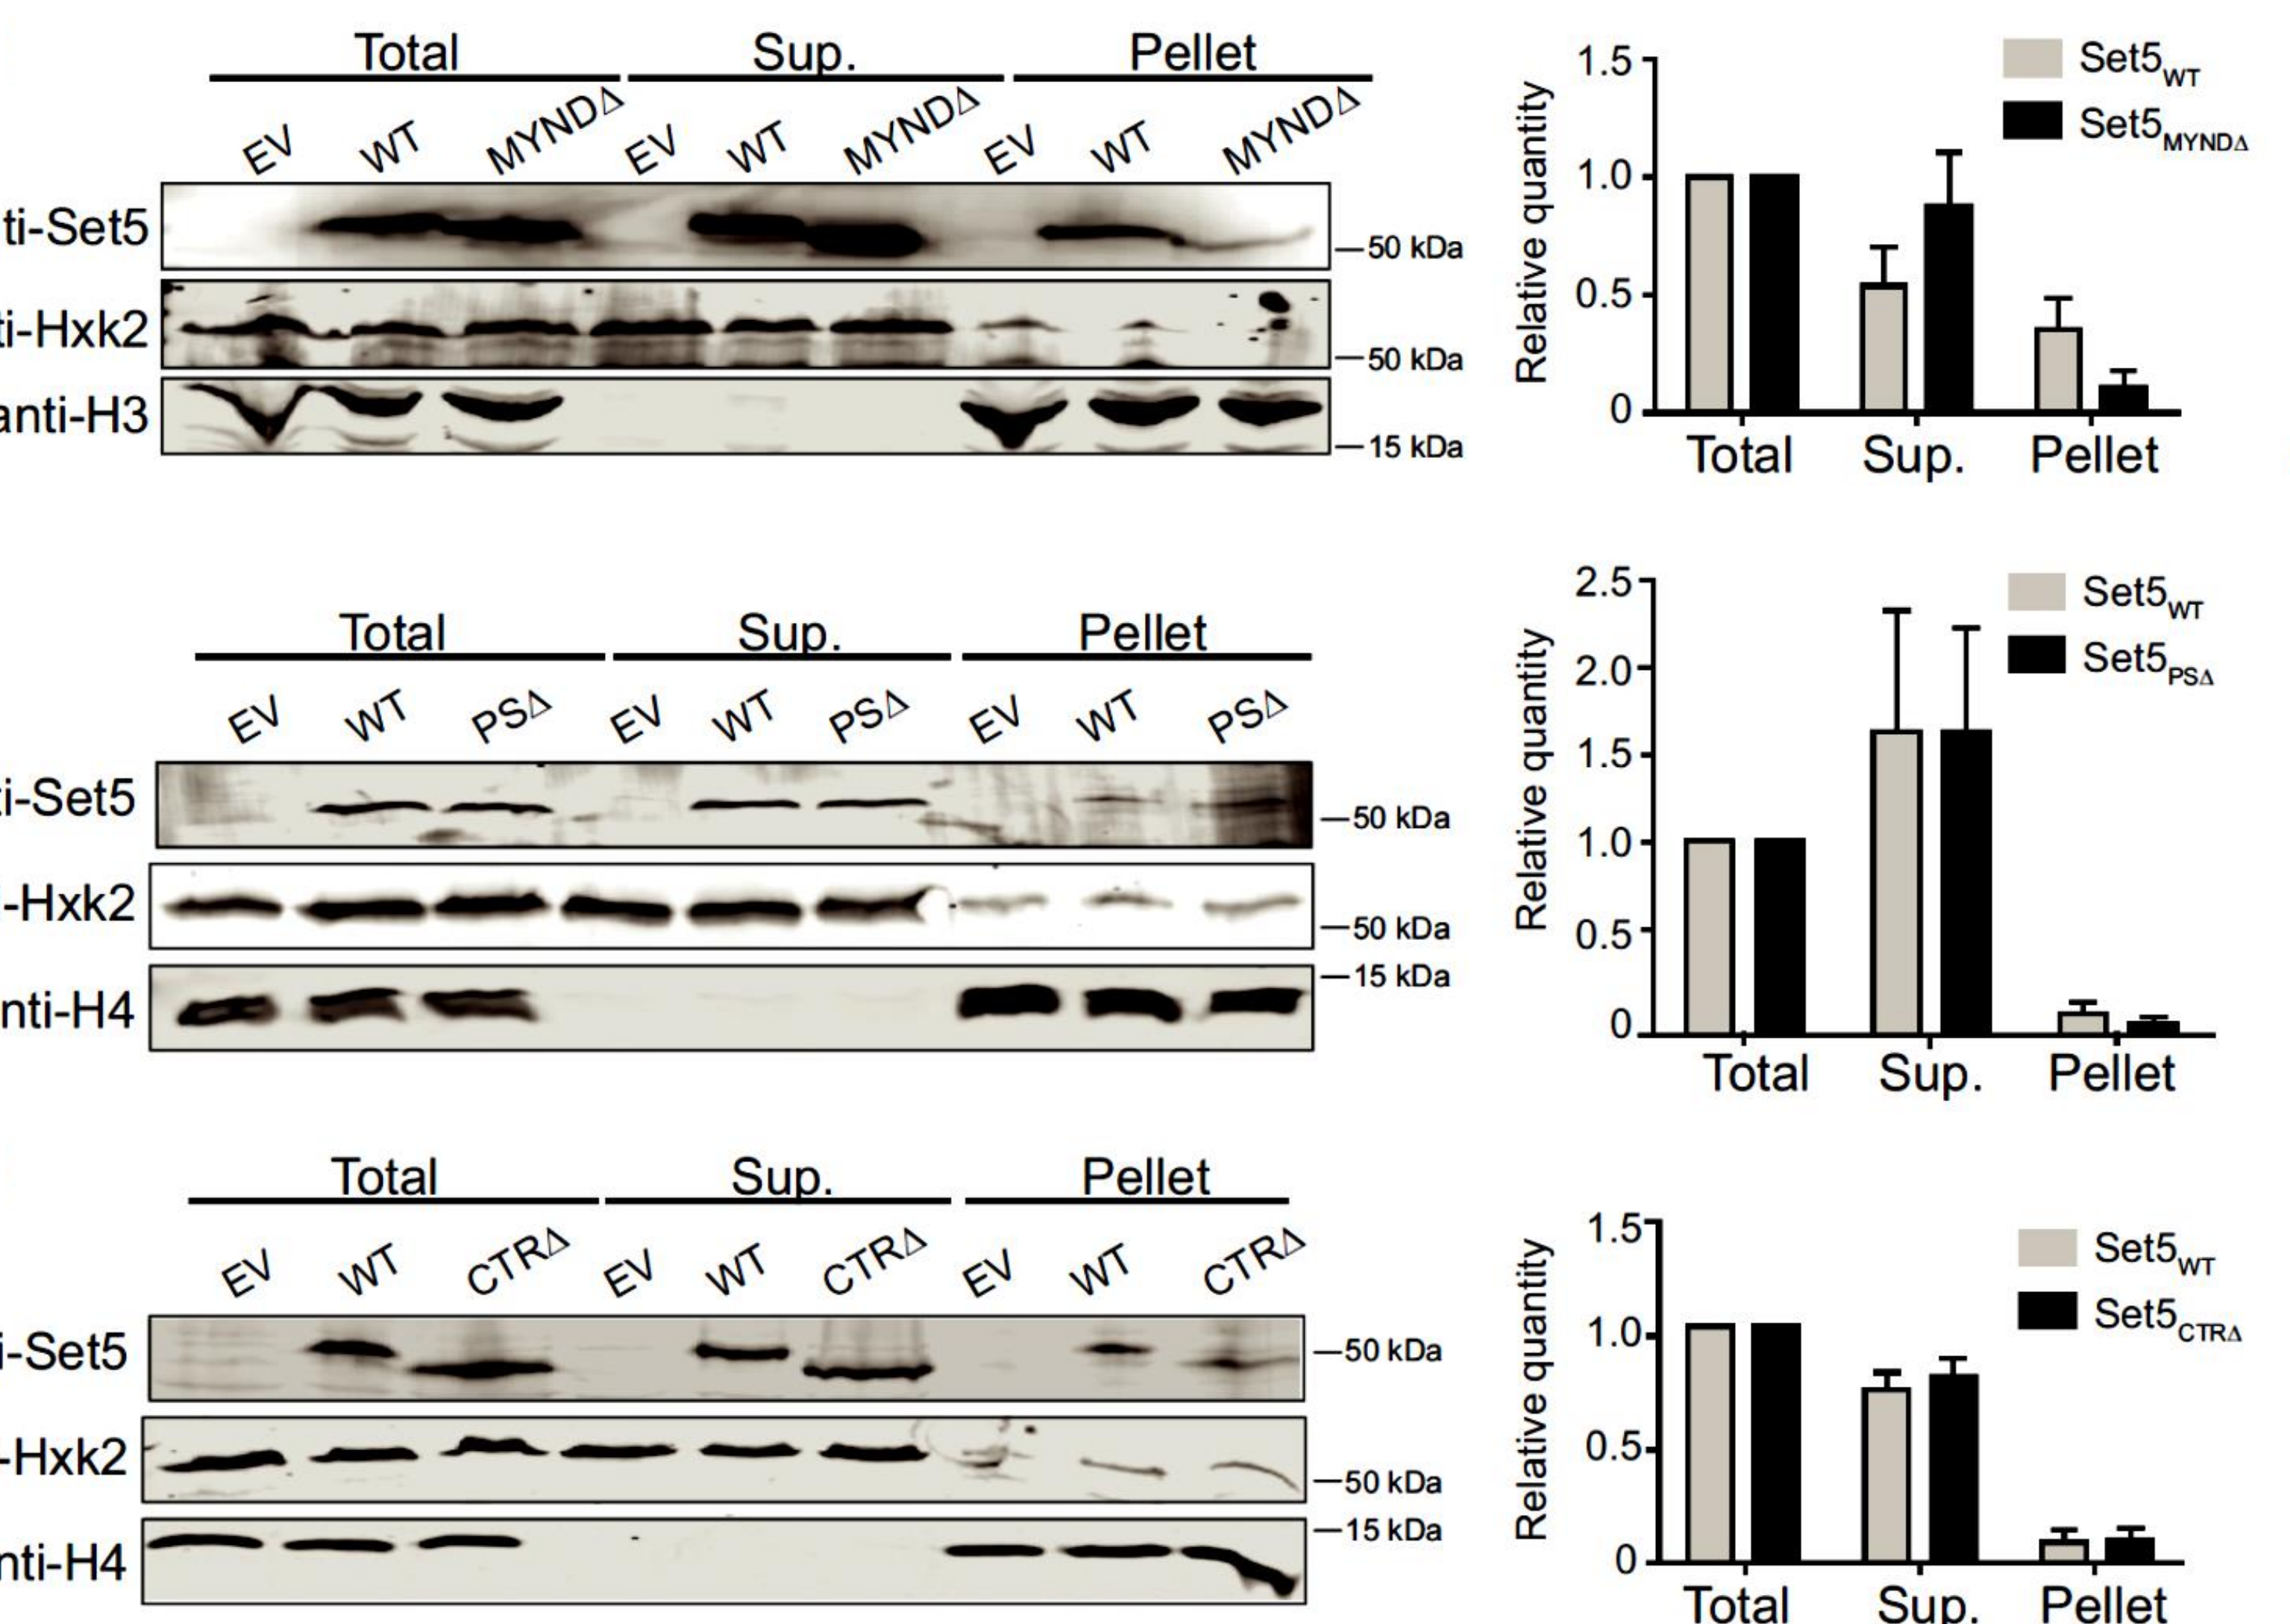 Total Sup. Pellet
EV WT MYNDΔ EV WT MYNDΔ EV WT MYNDΔ
ti-Set5
50 kDa
ti-Hxk2
50 kDa
anti-H3
15 kDa
Relative quantity
1.5
1.0
0.5
0
Total Sup. Pellet
Set5WT
Set5MYNDΔ
Total Sup. Pellet
EV WT PSΔ EV WT PSΔ EV WT PSΔ
ti-Set5
50 kDa
i-Hxk2
50 kDa
nti-H4
15 kDa
Relative quantity
2.5
2.0
1.5
1.0
0.5
0
Total Sup. Pellet
Set5WT
Set5PSΔ
Total Sup. Pellet
EV WT CTRΔ EV WT CTRΔ EV WT CTRΔ
i-Set5
50 kDa
-Hxk2
50 kDa
nti-H4
15 kDa
Relative quantity
1.5
1.0
0.5
0
Total Sup. Pellet
Set5WT
Set5CTRΔ